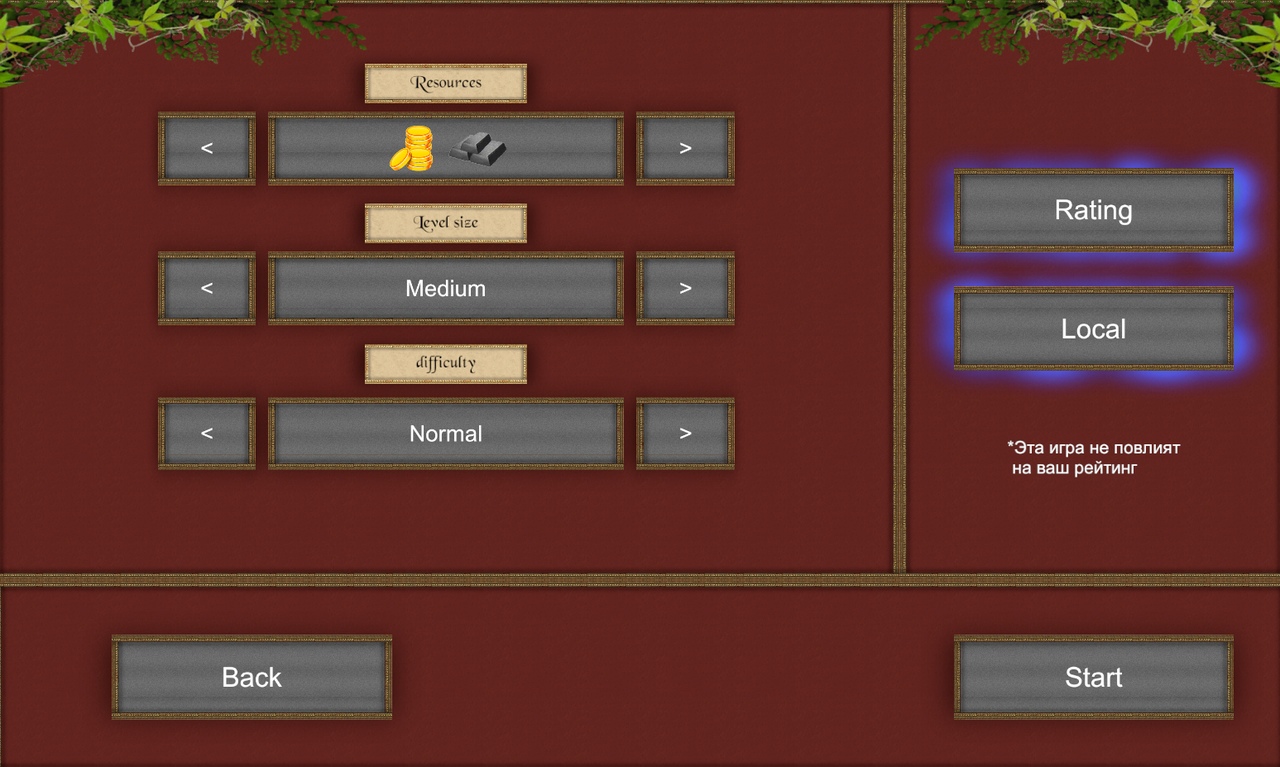 Resources
<
>
Level size
<
Medium
>
difficulty
<
Normal
>
Rating
Local
*Эта игра не повлият
на ваш рейтинг
Back
Start